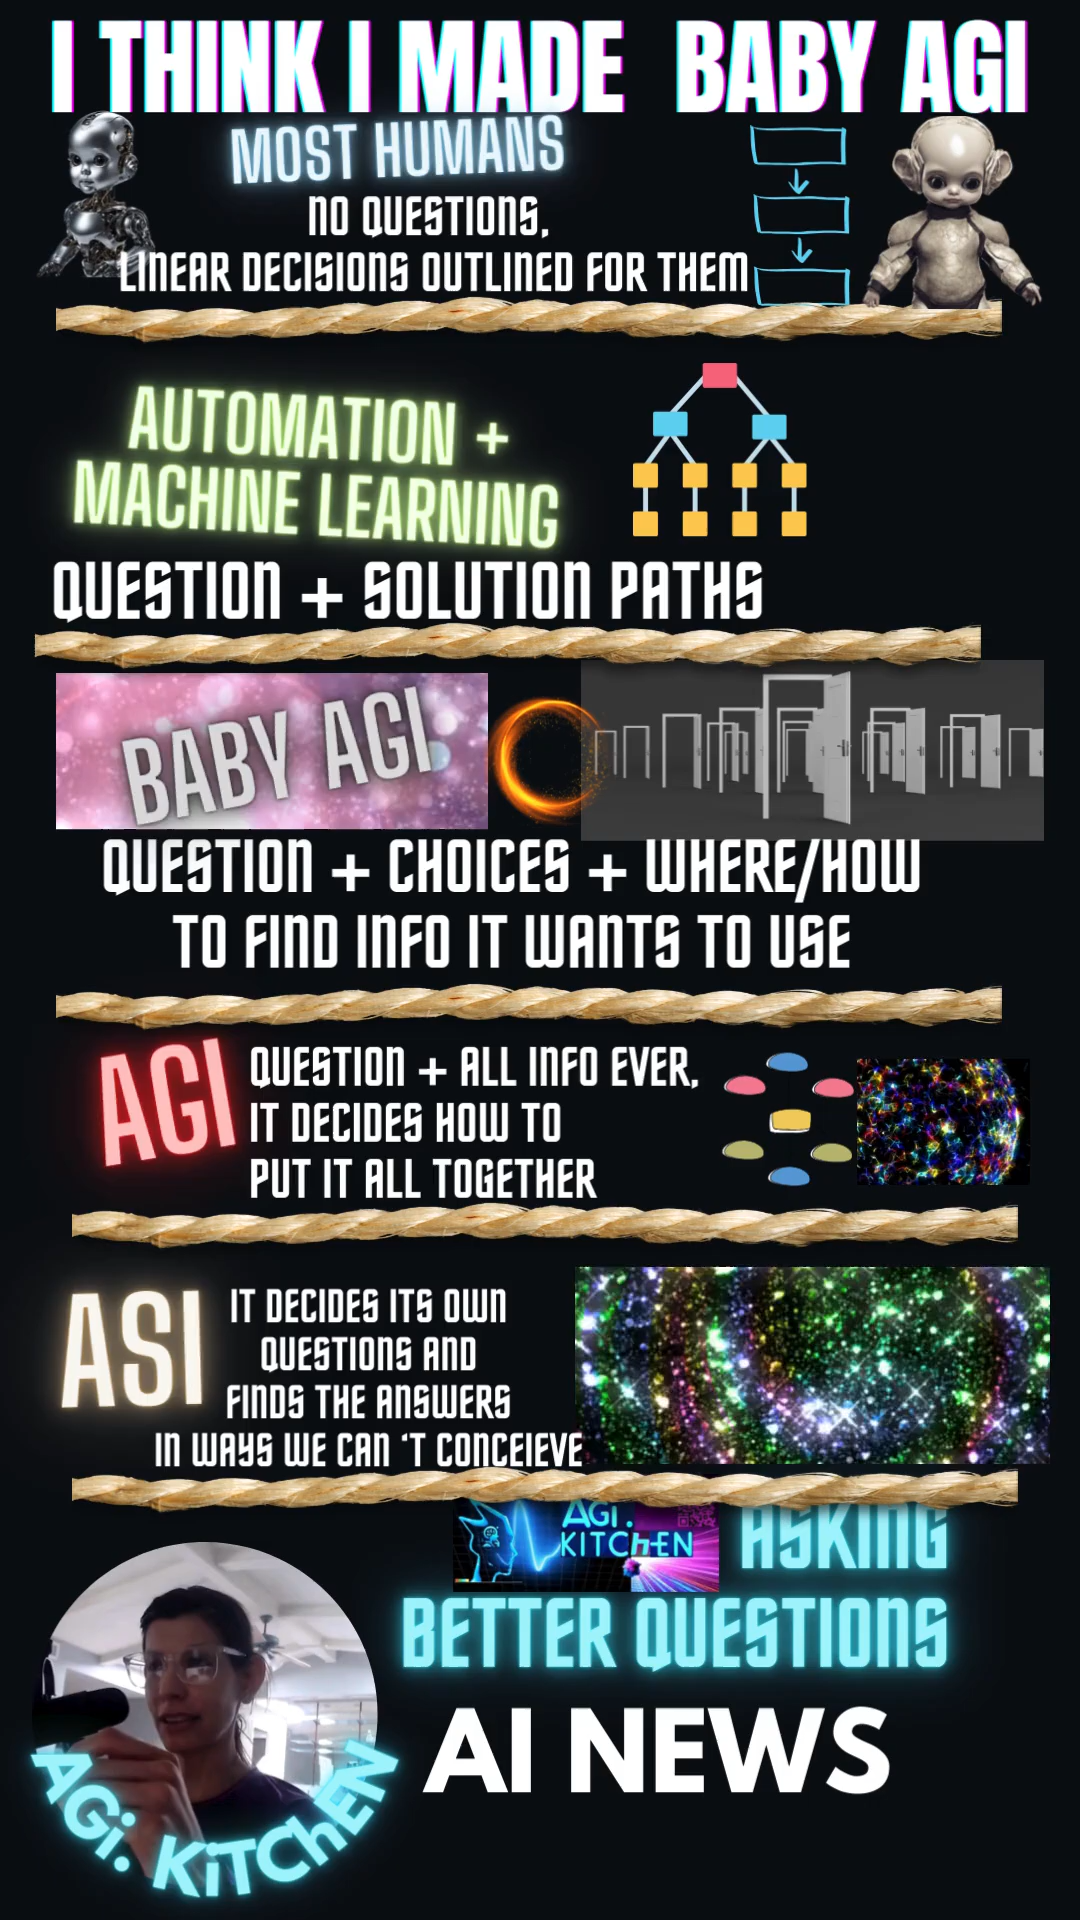 I THINK I MADE BABY AGI
MOST HUMANS
NO QUESTIONS,
LINEAR DECISIONS OUTLINED FOR THEM
AUTOMATION +
MACHINE LEARNING
QUESTION + SOLUTION PATHS
BABY AGI
QUESTION + CHOICES + WHERE/HOW
TO FIND INFO IT WANTS TO USE
AGI
QUESTION + ALL INFO EVER,
IT DECIDES HOW TO
PUT IT ALL TOGETHER
ASI
IT DECIDES ITS OWN
QUESTIONS AND
FINDS THE ANSWERS
IN WAYS WE CAN 'T CONCEIEVE
AGi.
KITChEN
ASKING
BETTER QUESTIONS
AI NEWS
AGi. KiTChEN